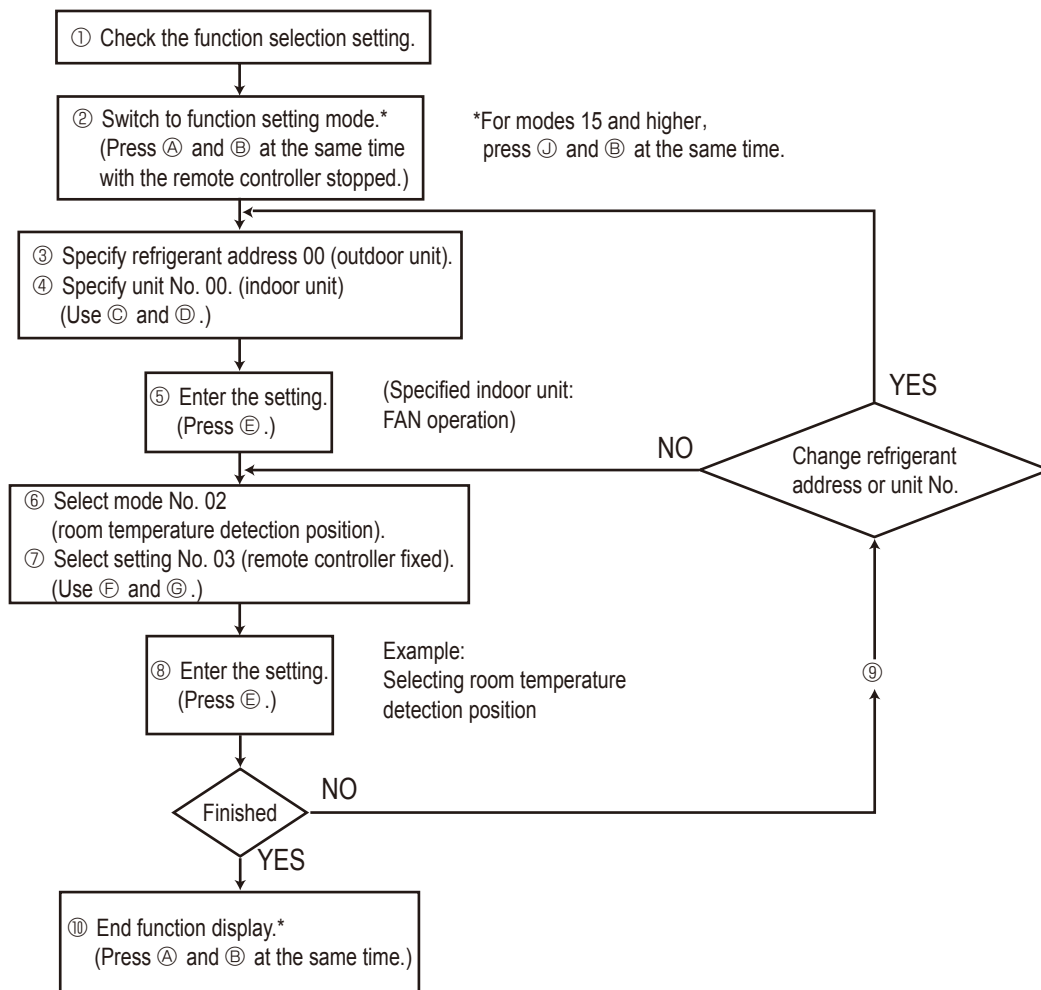 ① Check the function selection setting.
② Switch to function setting mode.*
(Press Ⓐ and Ⓑ at the same time
with the remote controller stopped.)
*For modes 15 and higher,
press Ⓙ and Ⓑ at the same time.
③ Specify refrigerant address 00 (outdoor unit).
④ Specify unit No. 00. (indoor unit)
(Use Ⓒ and Ⓓ.)
⑤ Enter the setting.
(Press Ⓔ.)
(Specified indoor unit:
FAN operation)
YES
NO
Change refrigerant
address or unit No.
⑥ Select mode No. 02
(room temperature detection position).
⑦ Select setting No. 03 (remote controller fixed).
(Use Ⓕ and Ⓖ.)
⑧ Enter the setting.
(Press Ⓔ.)
Example:
Selecting room temperature
detection position
⑨
Finished
NO
YES
⑩ End function display.*
(Press Ⓐ and Ⓑ at the same time.)